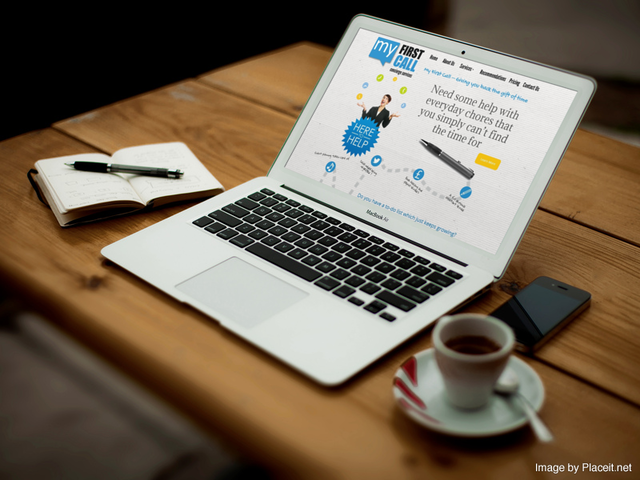 my FIRST CALL
concierge services
Home About Us Services Recommendations Pricing Contact Us
my First Call - giving you back the gift of time
Need some help with
everyday chores that
you simply can't find
the time for
HERE
to
HELP
£
Do you have a to do list which just keeps growing?
MacBook Air
Image by Placeit.net